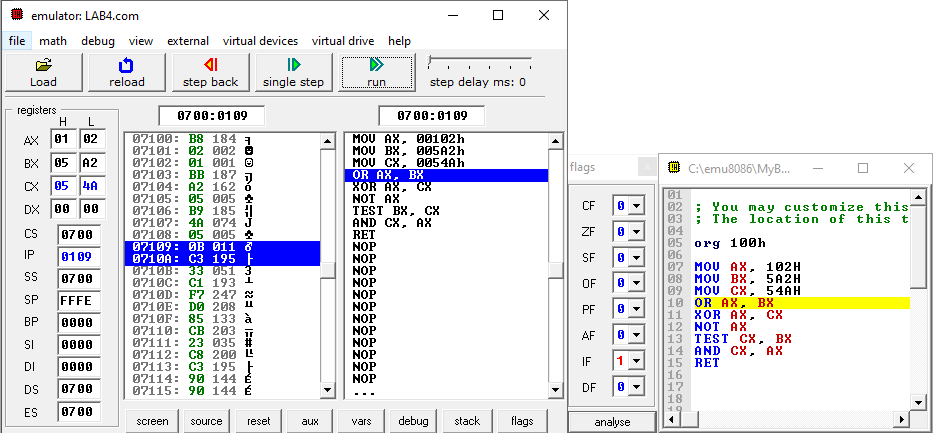 emulator: LAB4.com
file math debug view external virtual devices virtual drive help
Load reload step back single step run step delay ms: 0
registers
H L
AX 01 02
BX 05 A2
CX 05 4A
DX 00 00
CS 0700
IP 0109
SS 0700
SP FFFE
BP 0000
SI 0000
DI 0000
DS 0700
ES 0700
0700:0109
07100: B8 184 ╕
07101: 02 002 ☻
07102: 01 001 ☺
07103: BB 187 ╗
07104: A2 162 ó
07105: 05 005 ♣
07106: B9 185 ╣
07107: 4A 074 J
07108: 05 005 ♣
07109: 0B 011 ♂
0710A: C3 195 ├
0710B: 33 051 3
0710C: C1 193 ┴
0710D: F7 247 ≈
0710E: D0 208 ╨
0710F: 85 133 à
07110: CB 203 ╦
07111: 23 035 #
07112: C8 200 ╚
07113: C3 195 ├
07114: 90 144 É
07115: 90 144 É
0700:0109
MOV AX, 00102h
MOV BX, 005A2h
MOV CX, 0054Ah
OR AX, BX
XOR AX, CX
NOT AX
TEST BX, CX
AND CX, AX
RET
NOP
NOP
NOP
NOP
NOP
NOP
NOP
NOP
NOP
NOP
NOP
NOP
...
screen source reset aux vars debug stack flags
flags
CF 0
ZF 0
SF 0
OF 0
PF 0
AF 0
IF 1
DF 0
analyse
C:\emu8086\MyB...
01
02 ; You may customize this
03 ; The location of this t
04
05 org 100h
06
07 MOV AX, 102H
08 MOV BX, 5A2H
09 MOV CX, 54AH
10 OR AX, BX
11 XOR AX, CX
12 NOT AX
13 TEST CX, BX
14 AND CX, AX
15 RET
16
17
18